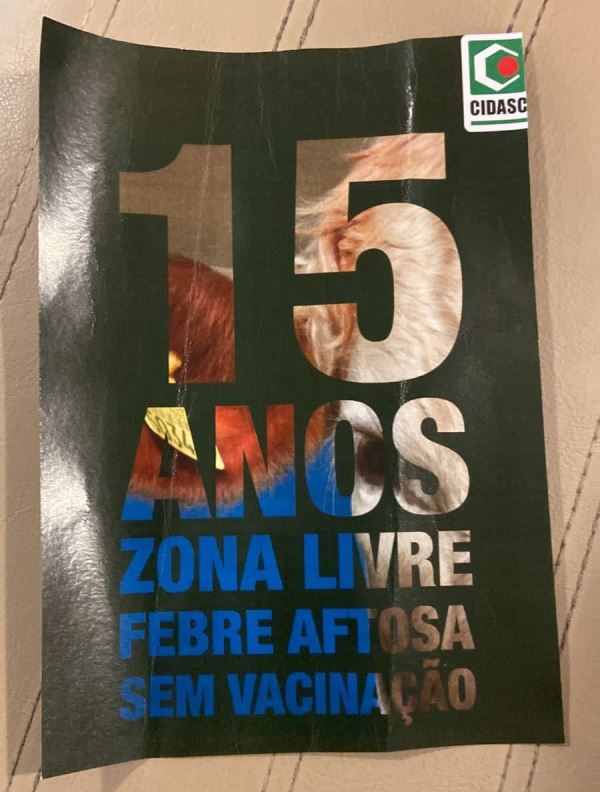 CIDASC
15
ANOS
ZONA LIVRE
FEBRE AFTOSA
SEM VACINAÇÃO